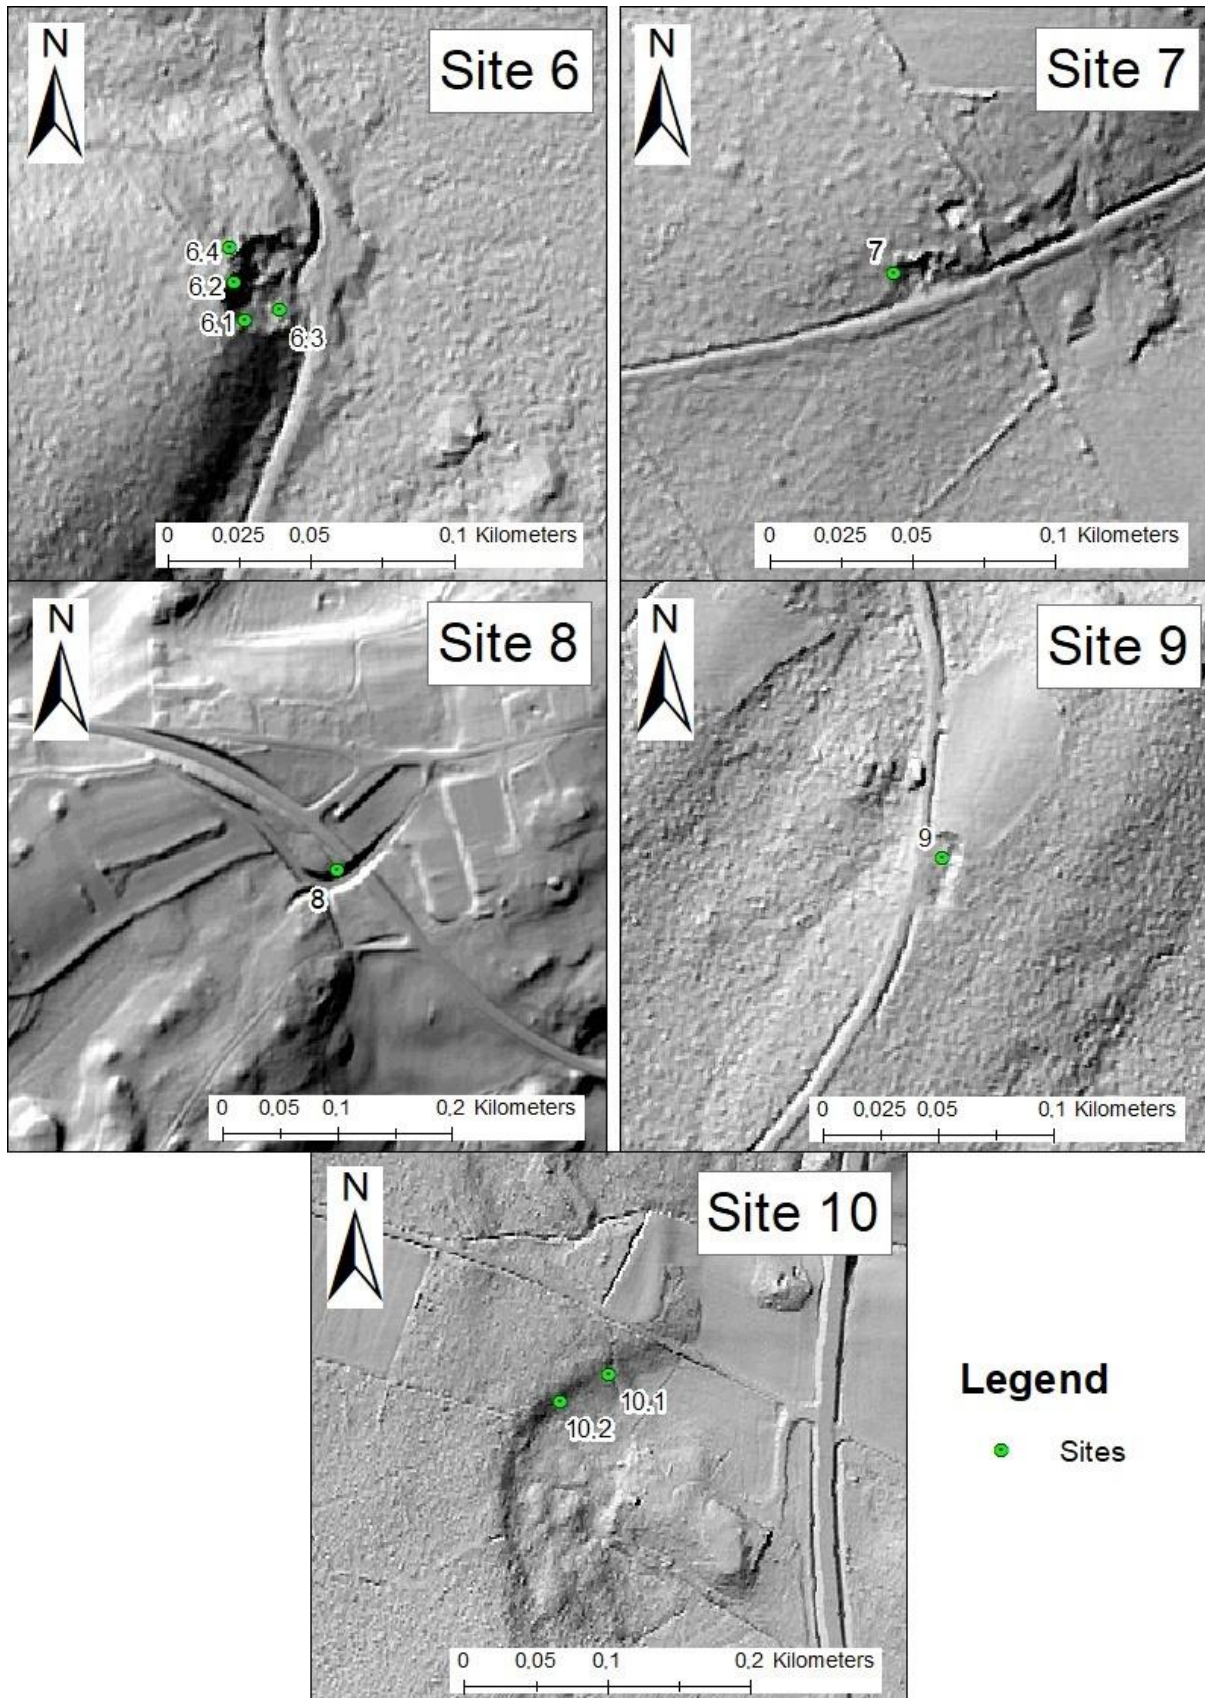 N
Site 6
6.4
6.2
6.1
6.3
0 0,025 0,05 0,1 Kilometers
N
Site 7
7
0 0,025 0,05 0,1 Kilometers
N
Site 8
8
0 0,05 0,1 0,2 Kilometers
N
Site 9
9
0 0,025 0,05 0,1 Kilometers
N
Site 10
10.1
10.2
0 0,05 0,1 0,2 Kilometers
Legend
Sites